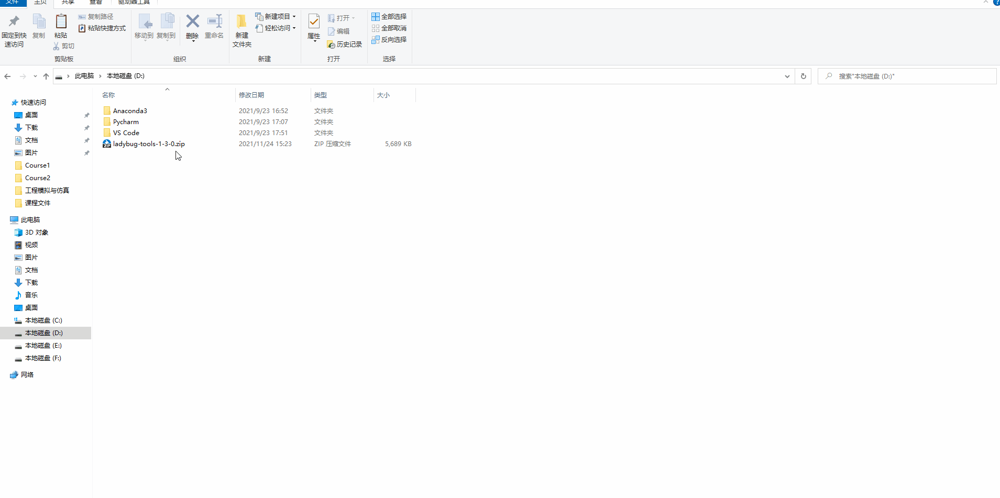 文件 主页 共享 查看 驱动器工具
固定到快
速访问
复制
粘贴
复制路径
粘贴快捷方式
剪切
剪贴板
移动到 复制到 删除 重命名
组织
新建
文件夹
新建项目
轻松访问
新建
属性
打开
编辑
历史记录
打开
全部选择
全部取消
反向选择
选择
此电脑 本地磁盘 (D:)
搜索"本地磁盘 (D:)"
快速访问
桌面
下载
文档
图片
Course1
Course2
工程模拟与仿真
课程文件
此电脑
3D 对象
视频
图片
文档
下载
音乐
桌面
本地磁盘 (C:)
本地磁盘 (D:)
本地磁盘 (E:)
本地磁盘 (F:)
网络
名称 修改日期 类型 大小
Anaconda3 2021/9/23 16:52 文件夹
Pycharm 2021/9/23 17:07 文件夹
VS Code 2021/9/23 17:51 文件夹
ladybug-tools-1-3-0.zip 2021/11/24 15:23 ZIP 压缩文件 5,689 KB